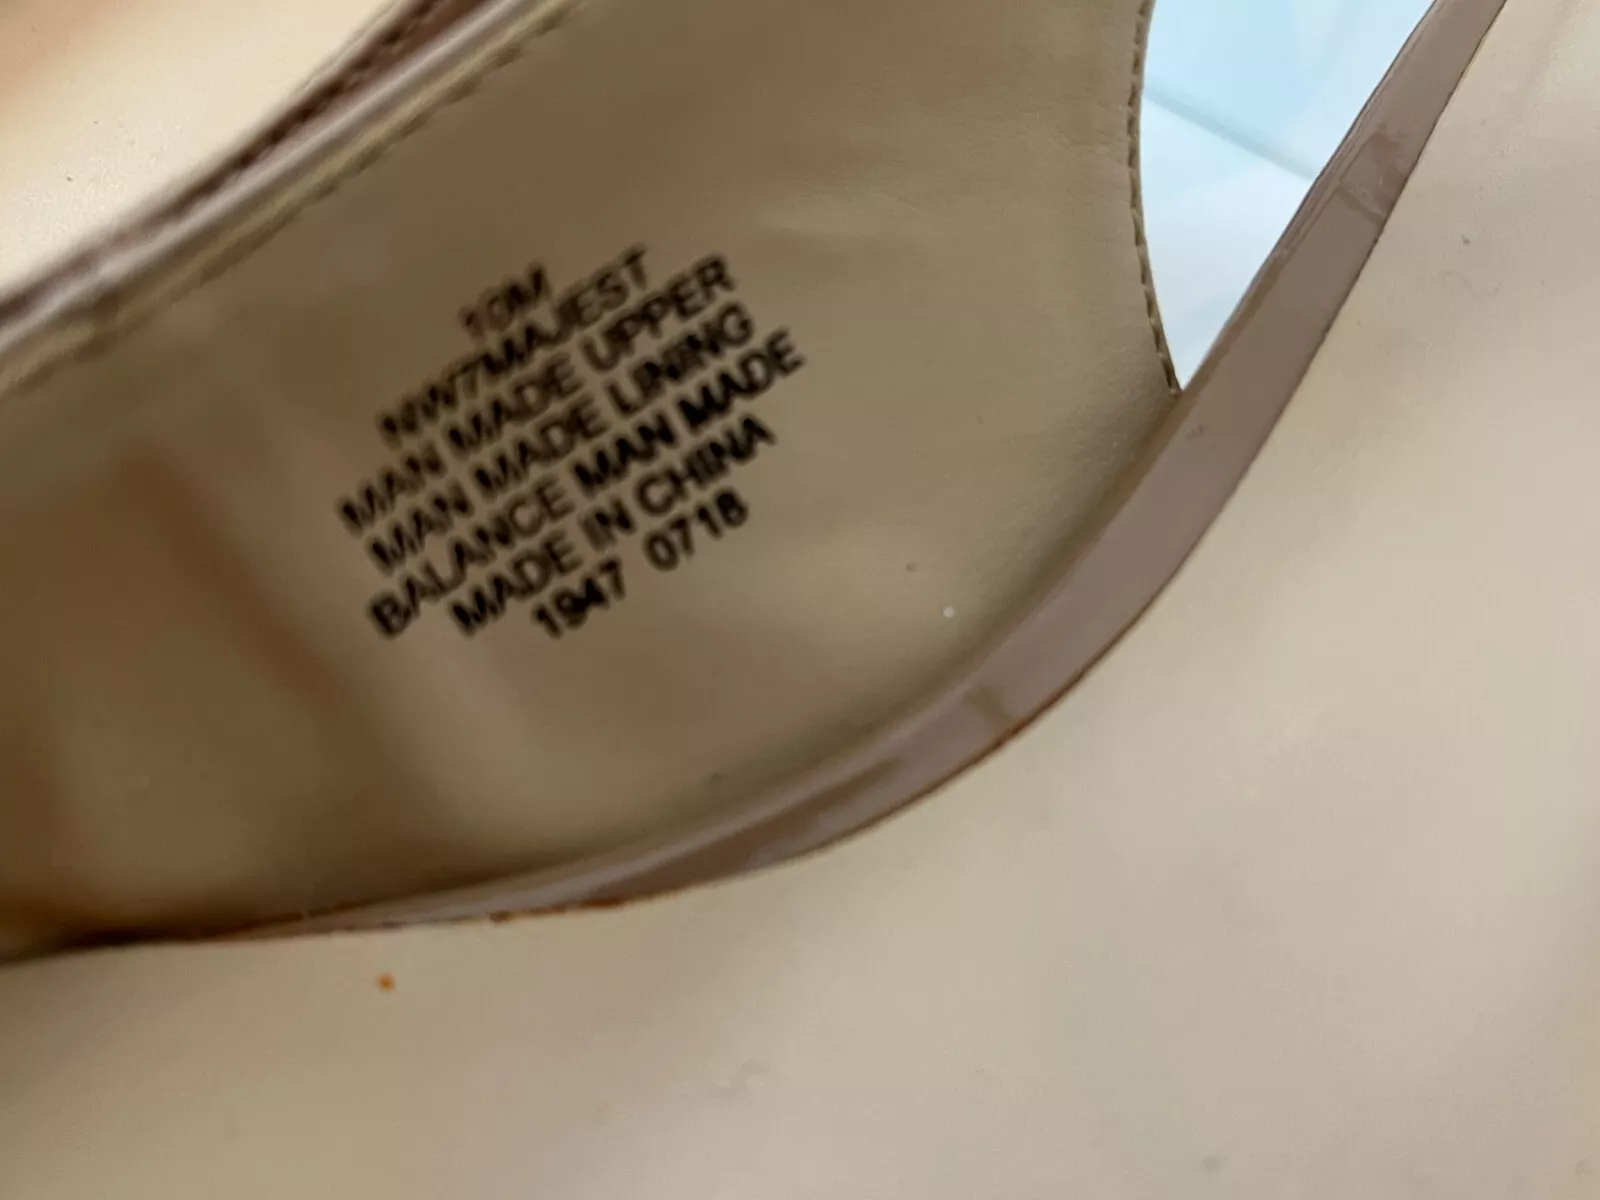 10M
NW7MAJEST
MAN MADE UPPER
MAN MADE LINING
BALANCE MAN MADE
MADE IN CHINA
1947 0718